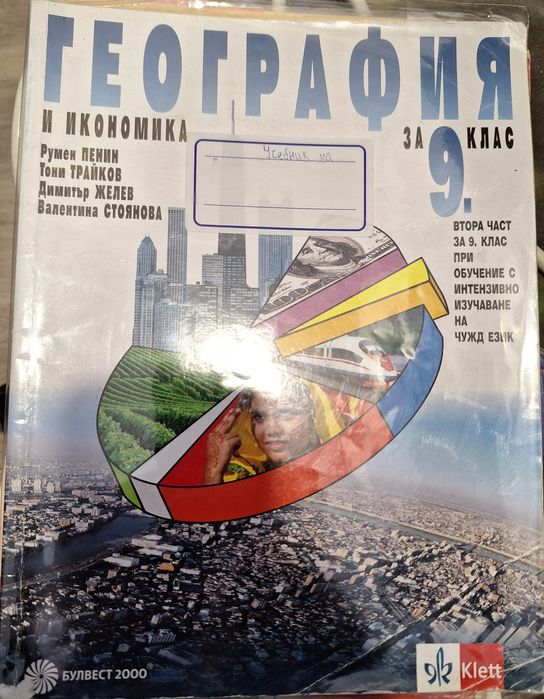 ГЕОГРАФИЯ
И ИКОНОМИКА
ЗА 9. КЛАС
Румен ПЕНИН
Тони ТРАЙКОВ
Димитър ЖЕЛЕВ
Валентина СТОЯНОВА
Учебник на
ВТОРА ЧАСТ
ЗА 9. КЛАС
ПРИ
ОБУЧЕНИЕ С
ИНТЕНЗИВНО
ИЗУЧАВАНЕ
НА
ЧУЖД ЕЗИК
100
БУЛВЕСТ 2000®
Klett